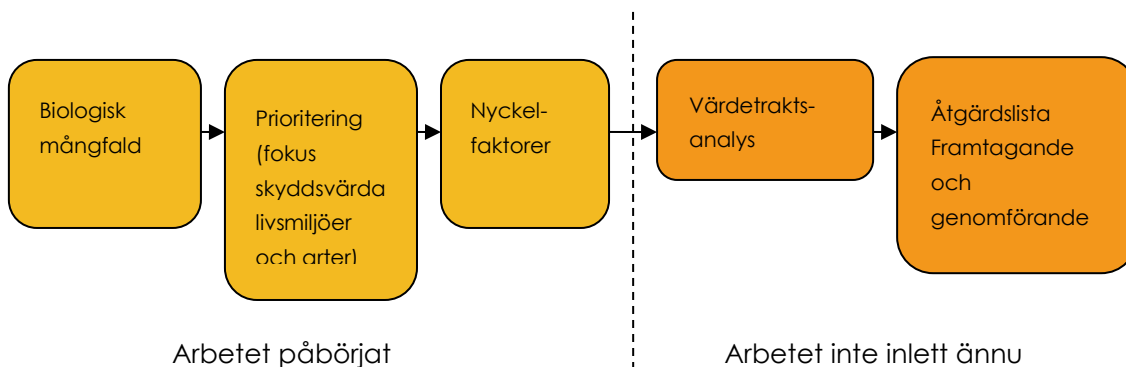 Biologisk
mångfald
Prioritering
(fokus
skyddsvärda
livsmiljöer
och arter)
Nyckel-
faktorer
Värdetrakts-
analys
Åtgärdslista
Framtagande
och
genomförande
Arbetet påbörjat
Arbetet inte inlett ännu